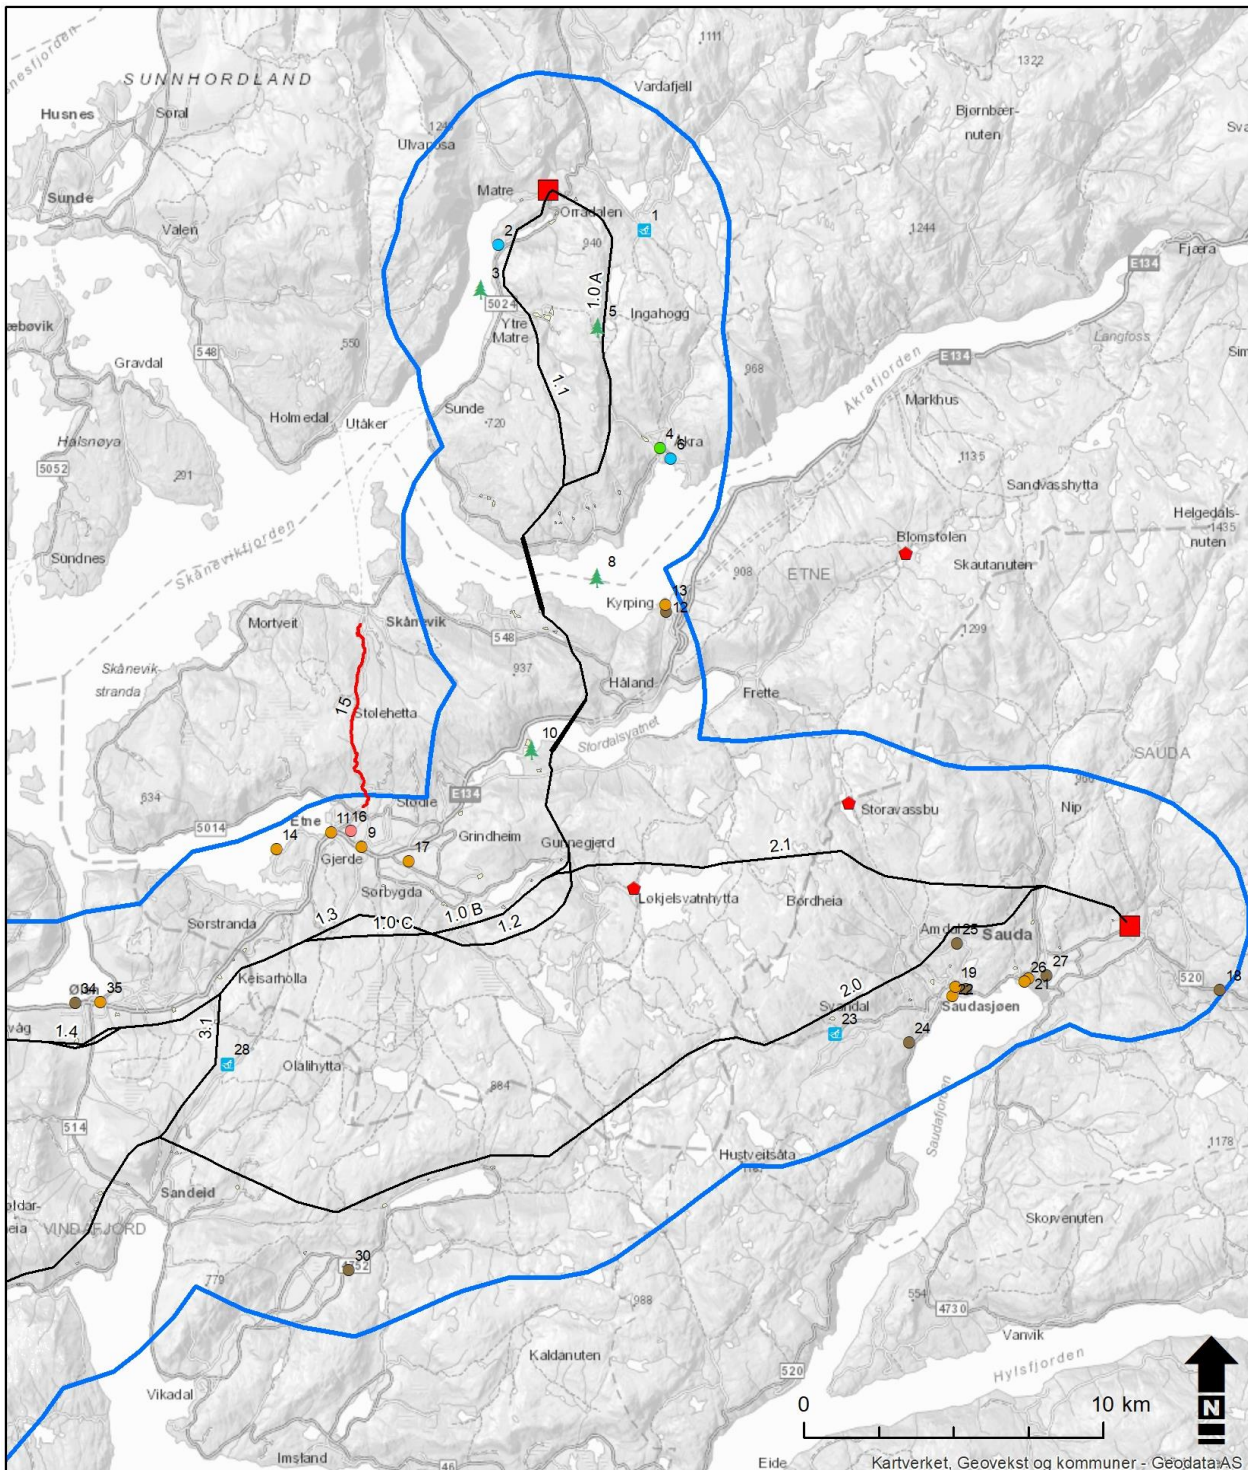 nesfjorden
SUNNHORDLAND
1111
1322
Vardafjell
Husnes
Søral
Bjørnbær-
nuten
Ulvanosa
Sunde
Matre
Orradalen
1
Valen
2
940
1244
Fjæra
E134
3
5024
1.0 A
5
Ingahogg
Ytre
Matre
Langfoss
Gravdal
548
550
E134
1.1
968
Åkrafjorden
Markhus
Holmedal
Utåker
Sunde
720
4
Åkra
6
Halsnøya
5052
291
1135
Sandvasshytta
Helgedals-
nuten
1435
Skånevikfjorden
Blomstølen
Sundnes
8
908
ETNE
Skautanuten
Kyrping
13
12
Mortveit
Skånevik
548
1299
Skånevik-
stranda
937
Håland
Frette
15
Stølehetta
10
Stordalsvatnet
SAUDA
634
Stødle
E134
Storavassbu
Nip
5014
Etne
11
16
14
9
Grindheim
Gunnegjerd
Gjerde
17
2.1
Sørbygda
Løkjelsvatnhytta
Bordheia
1.3
1.0 C
1.0 B
1.2
Sørstranda
25
Sauda
Keisarholla
19
26
27
520
18
34
35
22
21
2.0
Svandal
Saudasjøen
1.4
3.1
23
24
28
Olalihytta
884
514
Saudafjorden
Hustveitsåta
1178
Sandeid
VINDAFJORD
Skorvenuten
30
779
988
554
4730
Vanvik
Kaldanuten
Hylsfjorden
520
Vikadal
0
10 km
N
Imsland
46
Eide
Kartverket, Geovekst og kommuner - Geodata AS